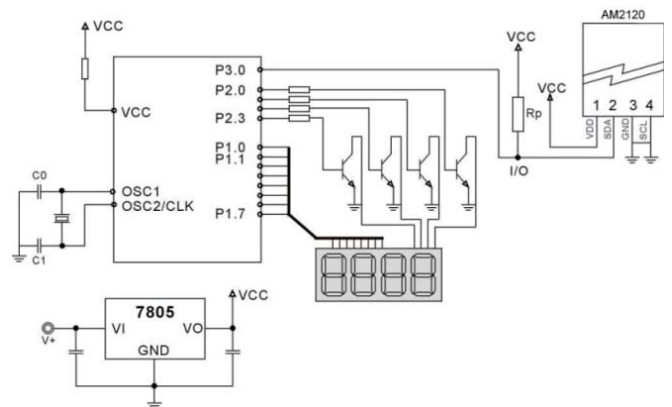 AM2120
VCC
VCC
VCC
P3.0
P2.0
P2.3
P1.0
P1.1
P1.7
VCC
OSC1
OSC2/CLK
C0
C1
Rp
1 2 3 4
VDD
SDA
GND
SCL
I/O
7805
VCC
V+
VI
VO
GND